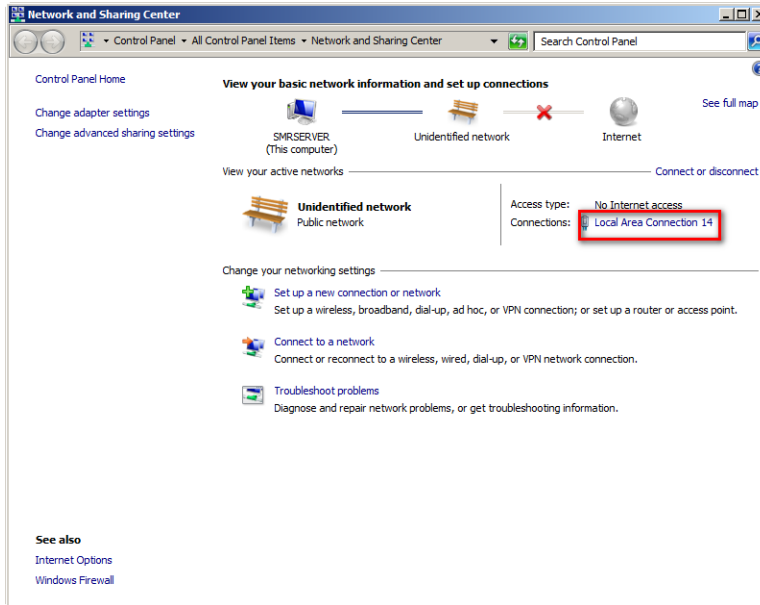 Network and Sharing Center
Control Panel All Control Panel Items Network and Sharing Center
Search Control Panel
Control Panel Home
Change adapter settings
Change advanced sharing settings
View your basic network information and set up connections
See full map
SMRSERVER
(This computer)
Unidentified network
Internet
View your active networks
Connect or disconnect
Unidentified network
Public network
Access type: No Internet access
Connections: Local Area Connection 14
Change your networking settings
Set up a new connection or network
Set up a wireless, broadband, dial-up, ad hoc, or VPN connection; or set up a router or access point.
Connect to a network
Connect or reconnect to a wireless, wired, dial-up, or VPN network connection.
Troubleshoot problems
Diagnose and repair network problems, or get troubleshooting information.
See also
Internet Options
Windows Firewall